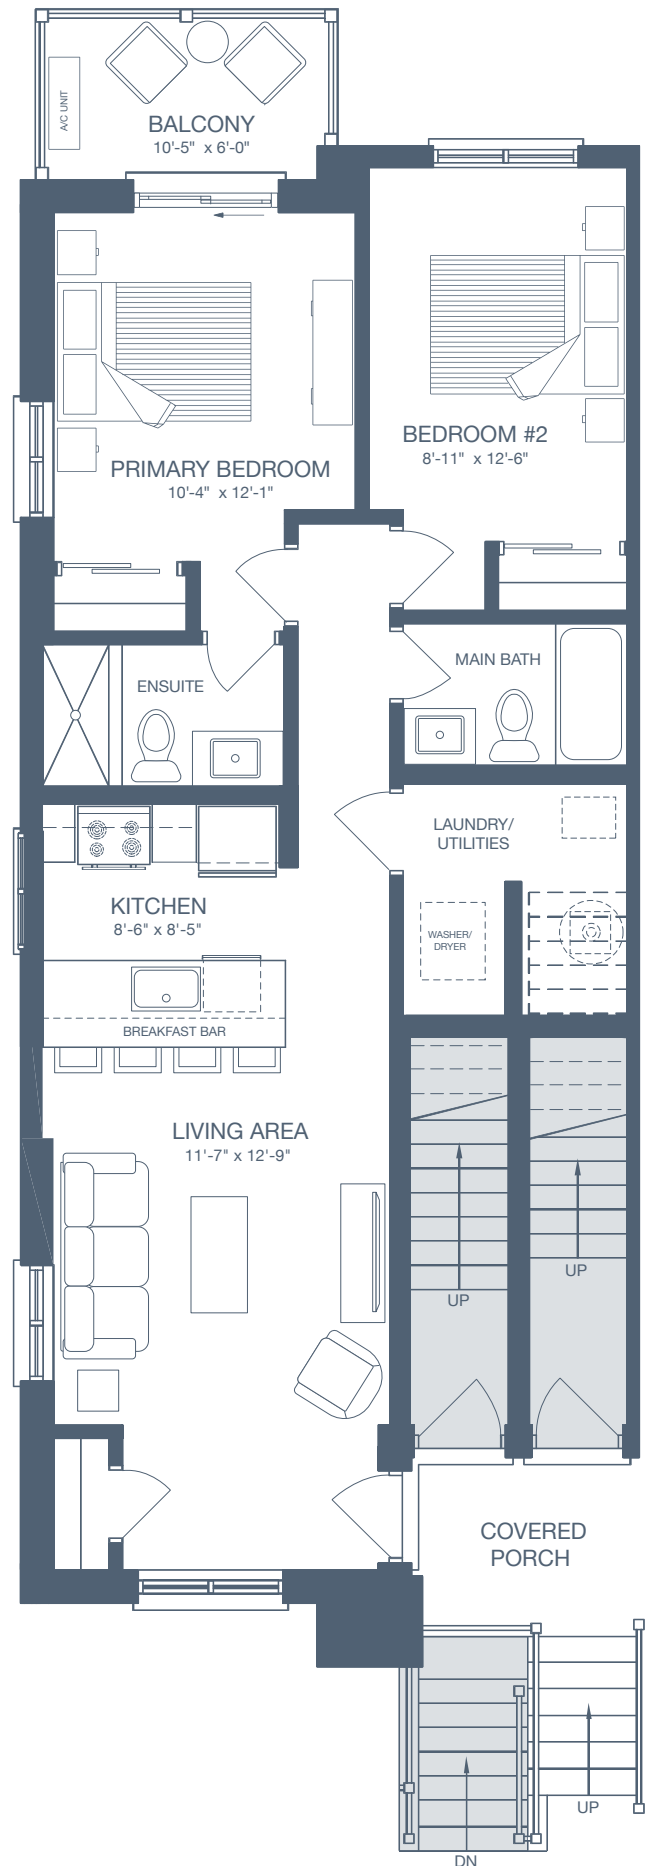 A/C UNIT
BALCONY
10'-5" x 6'-0"
BEDROOM #2
8'-11" x 12'-6"
PRIMARY BEDROOM
10'-4" x 12'-1"
MAIN BATH
ENSUITE
LAUNDRY/
UTILITIES
KITCHEN
8'-6" x 8'-5"
WASHER/
DRYER
BREAKFAST BAR
LIVING AREA
11'-7" x 12'-9"
UP
UP
COVERED
PORCH
UP
DN